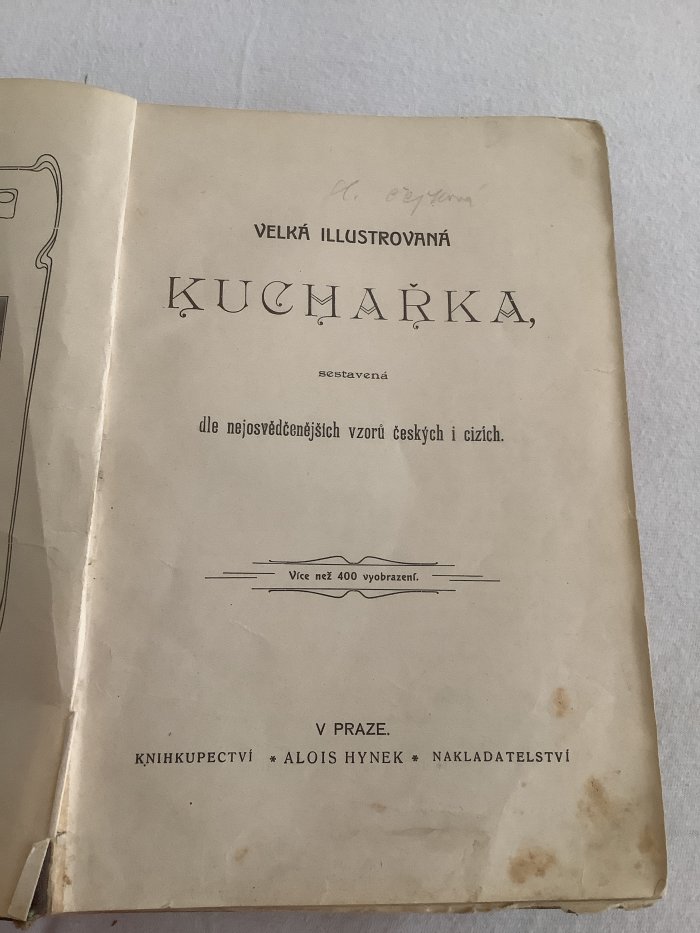 VELKÁ ILLUSTROVANÁ
KUCHAŘKA,
sestavená
dle nejosvědčenějších vzorů českých i cizích.
Více než 400 vyobrazení.
V PRAZE.
KNIHKUPECTVÍ * ALOIS HYNEK * NAKLADATELSTVÍ